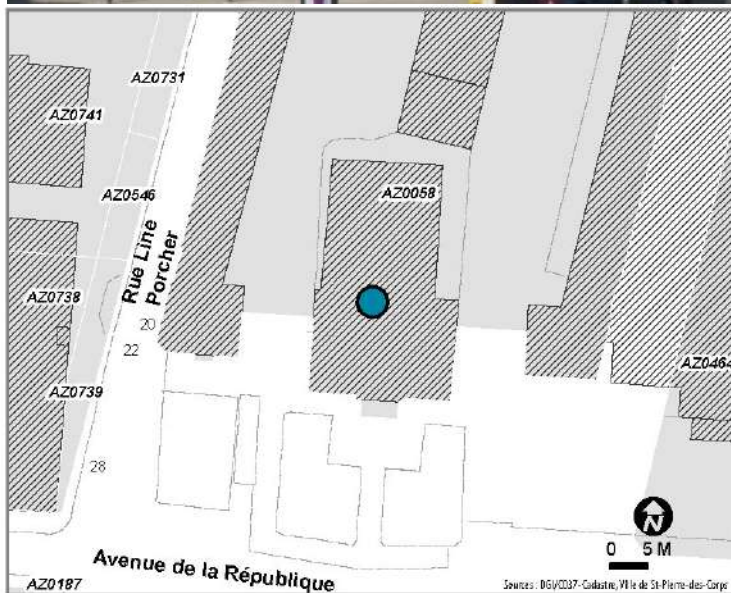 AZ0731
AZ0741
AZ0546
AZ0058
Rue Line
Porcher
AZ0738
20
22
AZ0464
AZ0739
28
N
0 5 M
Avenue de la République
AZ0187
Sources : DGI/CD37-Cadastre, Ville de St-Pierre-des-Corps